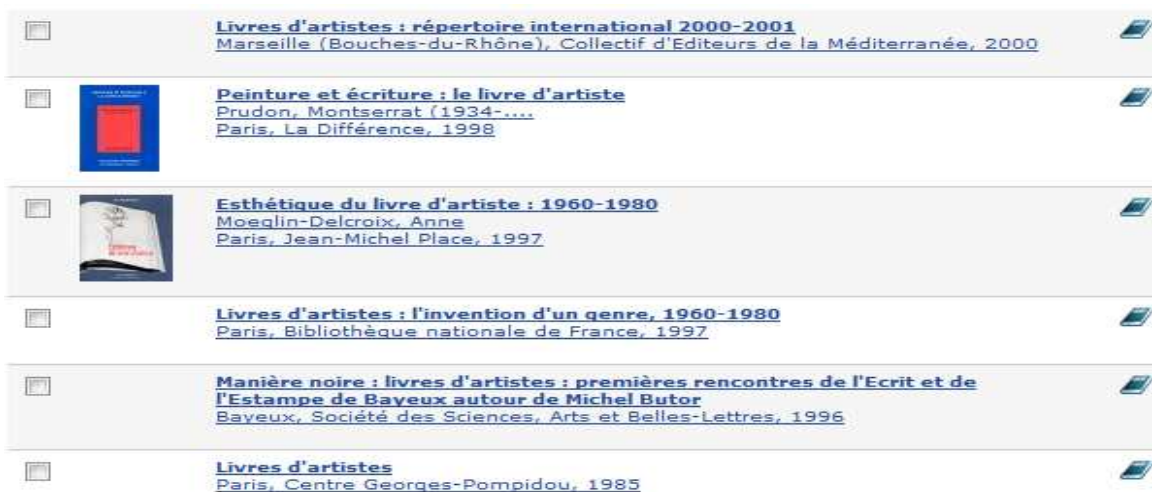 Livres d'artistes : répertoire international 2000-2001
Marseille (Bouches-du-Rhône), Collectif d'Editeurs de la Méditerranée, 2000
Peinture et écriture : le livre d'artiste
Prudon, Montserrat (1934-....
Paris, La Différence, 1998
Esthétique du livre d'artiste : 1960-1980
Moeglin-Delcroix, Anne
Paris, Jean-Michel Place, 1997
Livres d'artistes : l'invention d'un genre, 1960-1980
Paris, Bibliothèque nationale de France, 1997
Manière noire : livres d'artistes : premières rencontres de l'Ecrit et de
l'Estampe de Bayeux autour de Michel Butor
Bayeux, Société des Sciences, Arts et Belles-Lettres, 1996
Livres d'artistes
Paris, Centre Georges-Pompidou, 1985